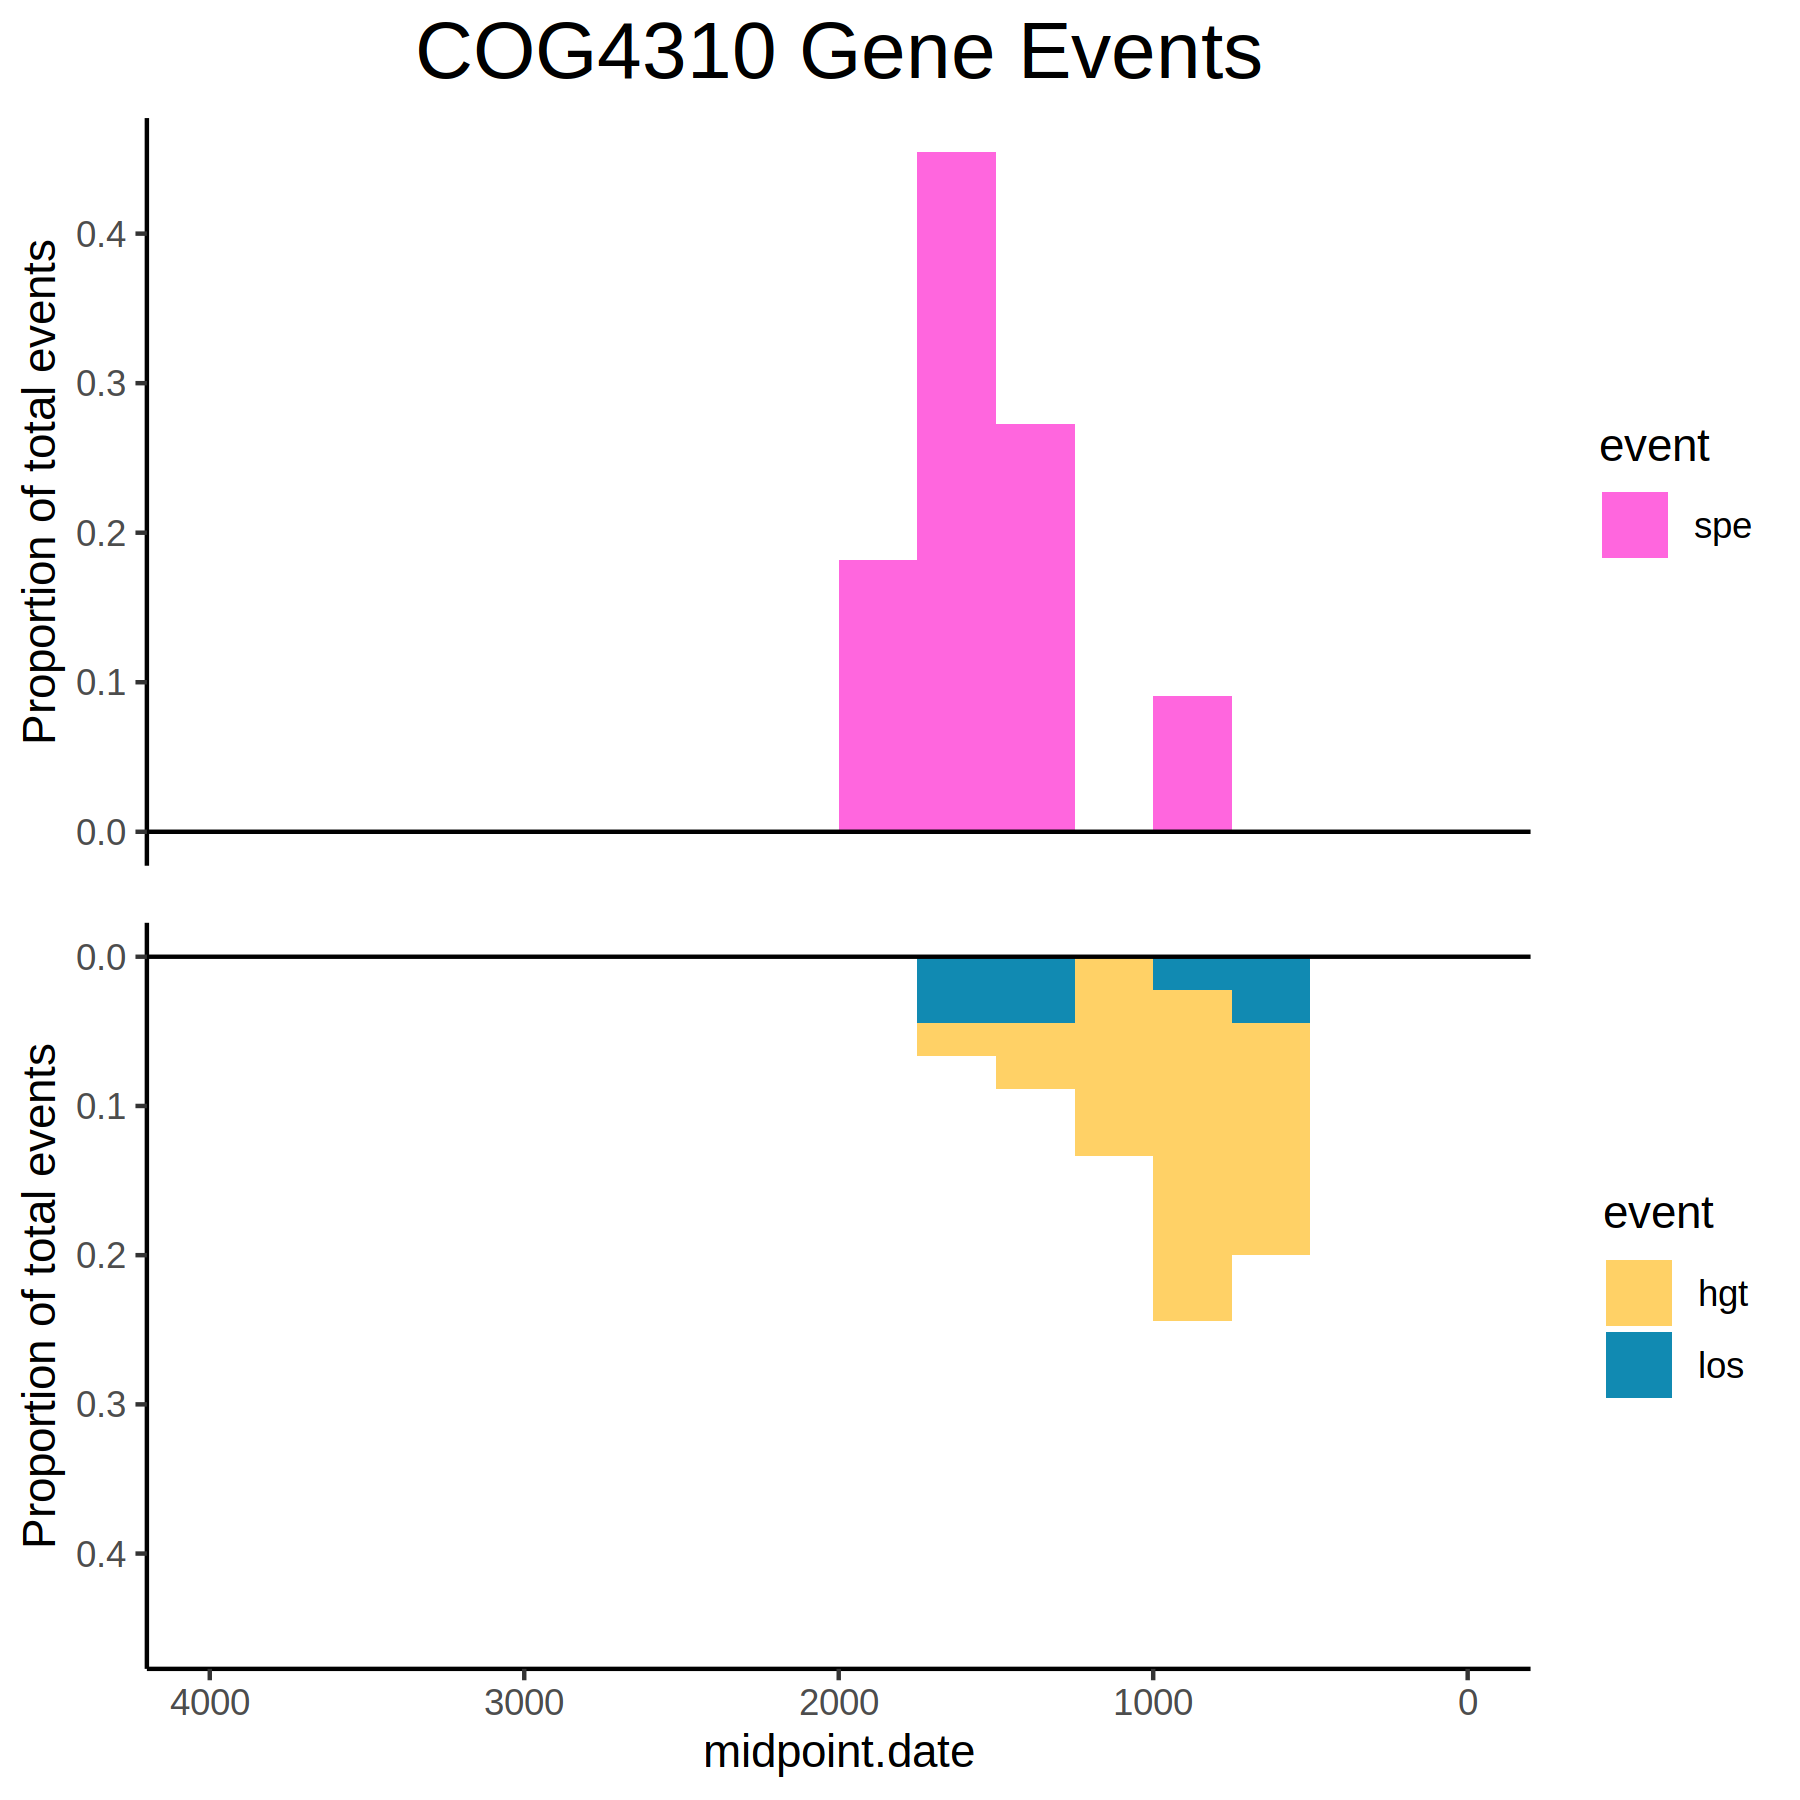 COG4310 Gene Events
Proportion of total events
0.4
0.3
0.2
0.1
0.0
event
spe
Proportion of total events
0.0
0.1
0.2
0.3
0.4
event
hgt
los
4000 3000 2000 1000 0
midpoint.date